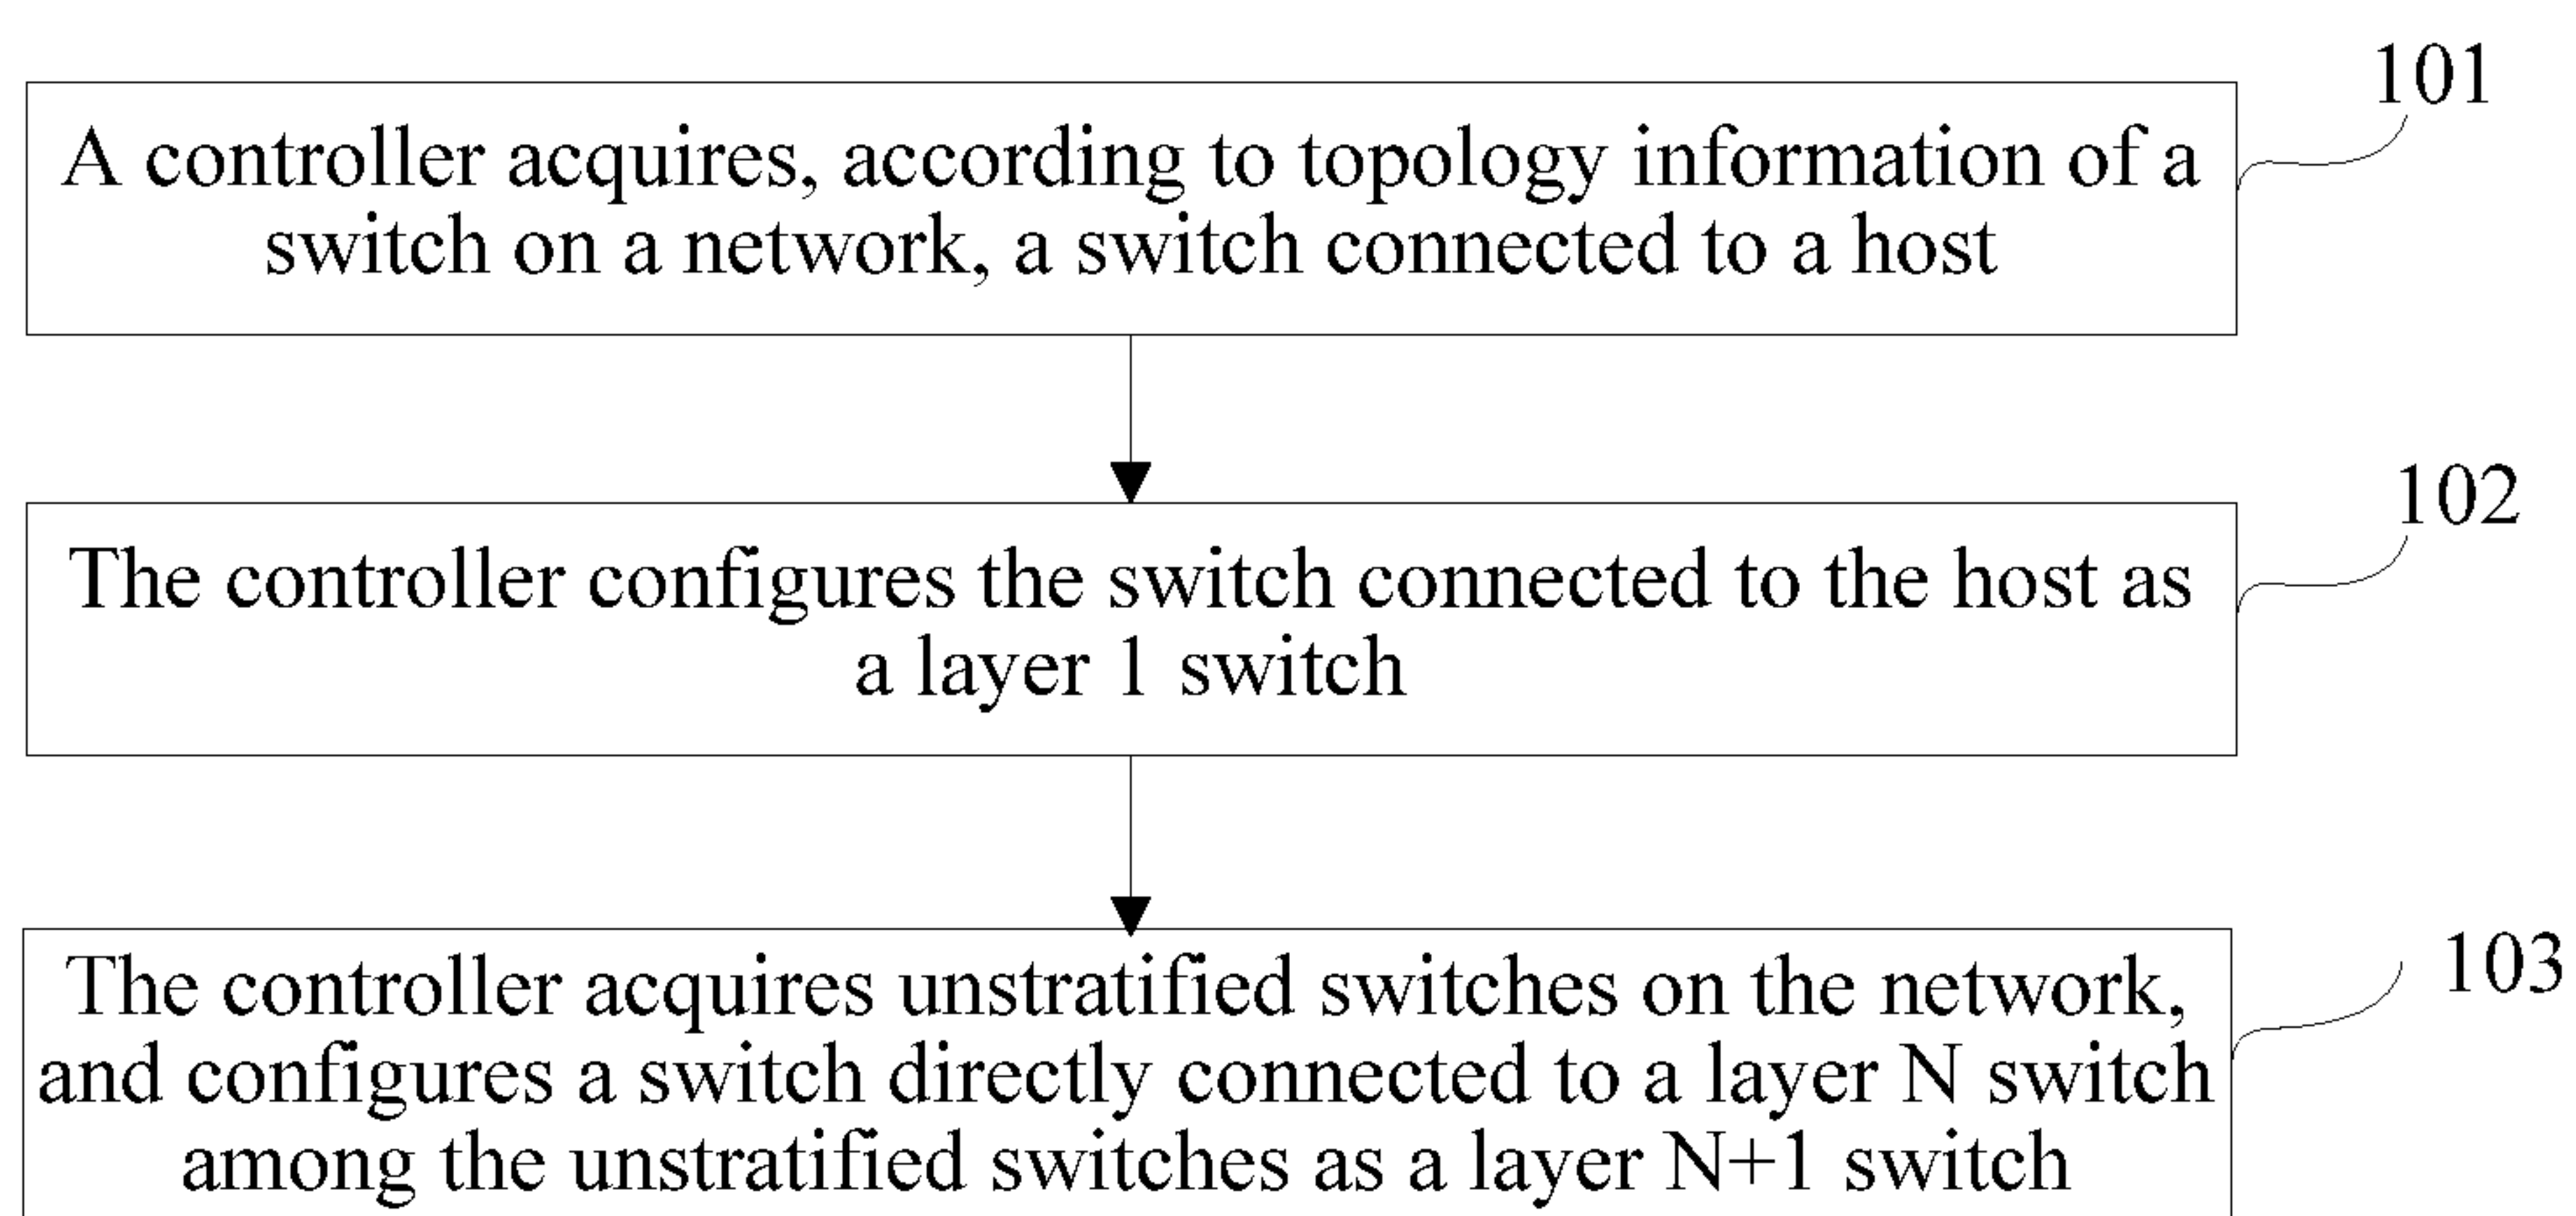 101
A controller acquires, according to topology information of a
switch on a network, a switch connected to a host
102
The controller configures the switch connected to the host as
a layer 1 switch
103
The controller acquires unstratified switches on the network,
and configures a switch directly connected to a layer N switch
among the unstratified switches as a layer N+1 switch